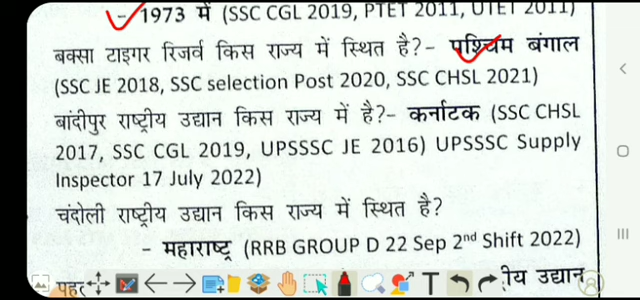 - 1973 में (SSC CGL 2019, PTET 2011, UTET 2011)
बक्सा टाइगर रिजर्व किस राज्य में स्थित है?- पश्चिम बंगाल
(SSC JE 2018, SSC selection Post 2020, SSC CHSL 2021)
बांदीपुर राष्ट्रीय उद्यान किस राज्य में है?- कर्नाटक (SSC CHSL
2017, SSC CGL 2019, UPSSSC JE 2016) UPSSSC Supply
Inspector 17 July 2022)
चंदोली राष्ट्रीय उद्यान किस राज्य में स्थित है?
- महाराष्ट्र (RRB GROUP D 22 Sep 2nd Shift 2022)
उद्यान